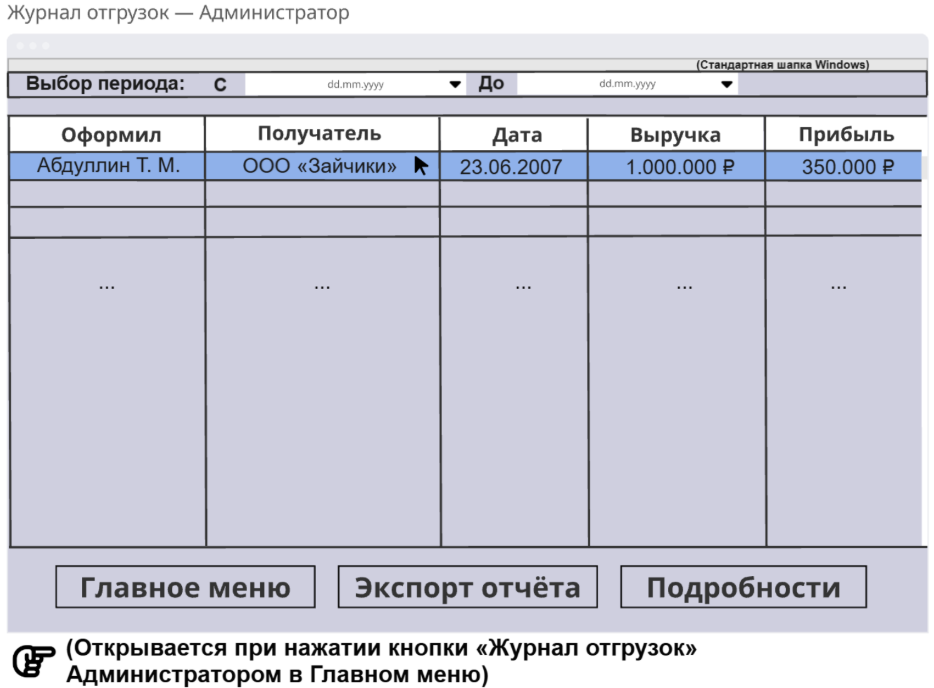 Журнал отгрузок — Администратор
(Стандартная шапка Windows)
Выбор периода: С dd.mm.yyyy До dd.mm.yyyy
Оформил Получатель Дата Выручка Прибыль
Абдуллин Т. М. ООО «Зайчики» 23.06.2007 1.000.000 ₽ 350.000 ₽
... ... ... ... ...
Главное меню Экспорт отчёта Подробности
(Открывается при нажатии кнопки «Журнал отгрузок»
Администратором в Главном меню)